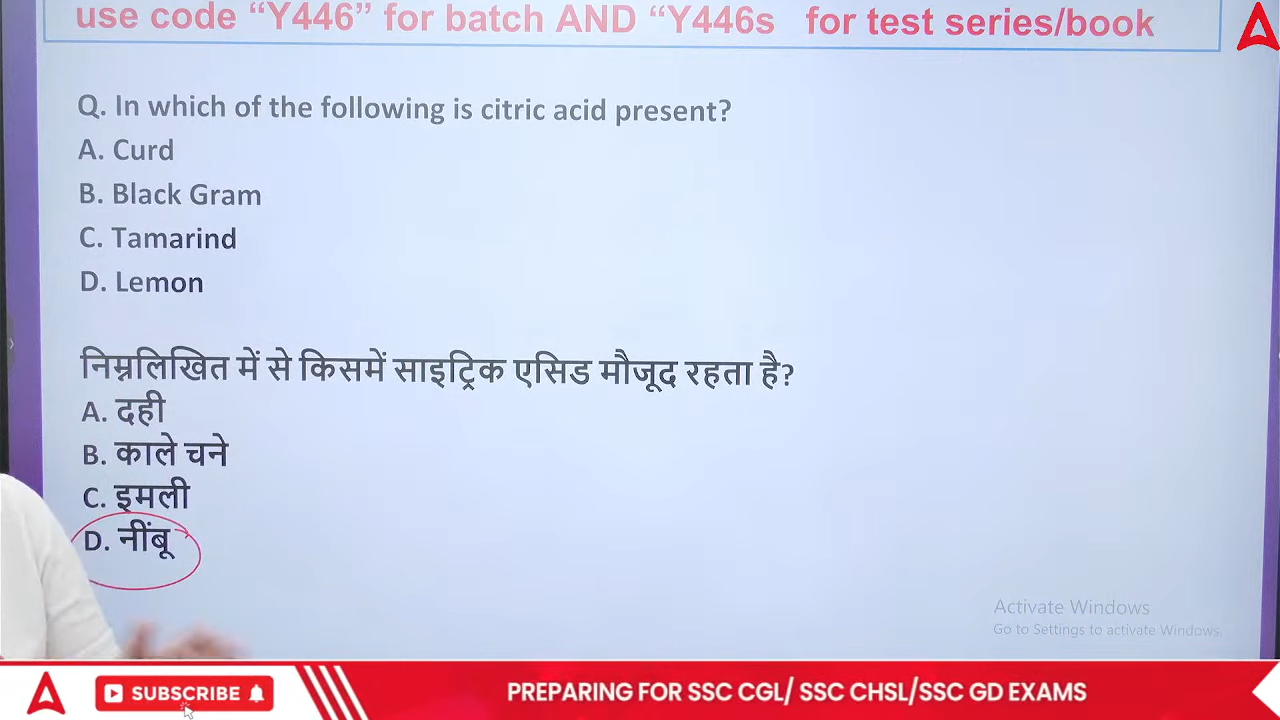 use code “Y446” for batch AND “Y446s for test series/book
Q. In which of the following is citric acid present?
A. Curd
B. Black Gram
C. Tamarind
D. Lemon
निम्नलिखित में से किसमें साइट्रिक एसिड मौजूद रहता है?
A. दही
B. काले चने
C. इमली
D. नींबू
Activate Windows
Go to Settings to activate Windows.
SUBSCRIBE
PREPARING FOR SSC CGL/ SSC CHSL/SSC GD EXAMS